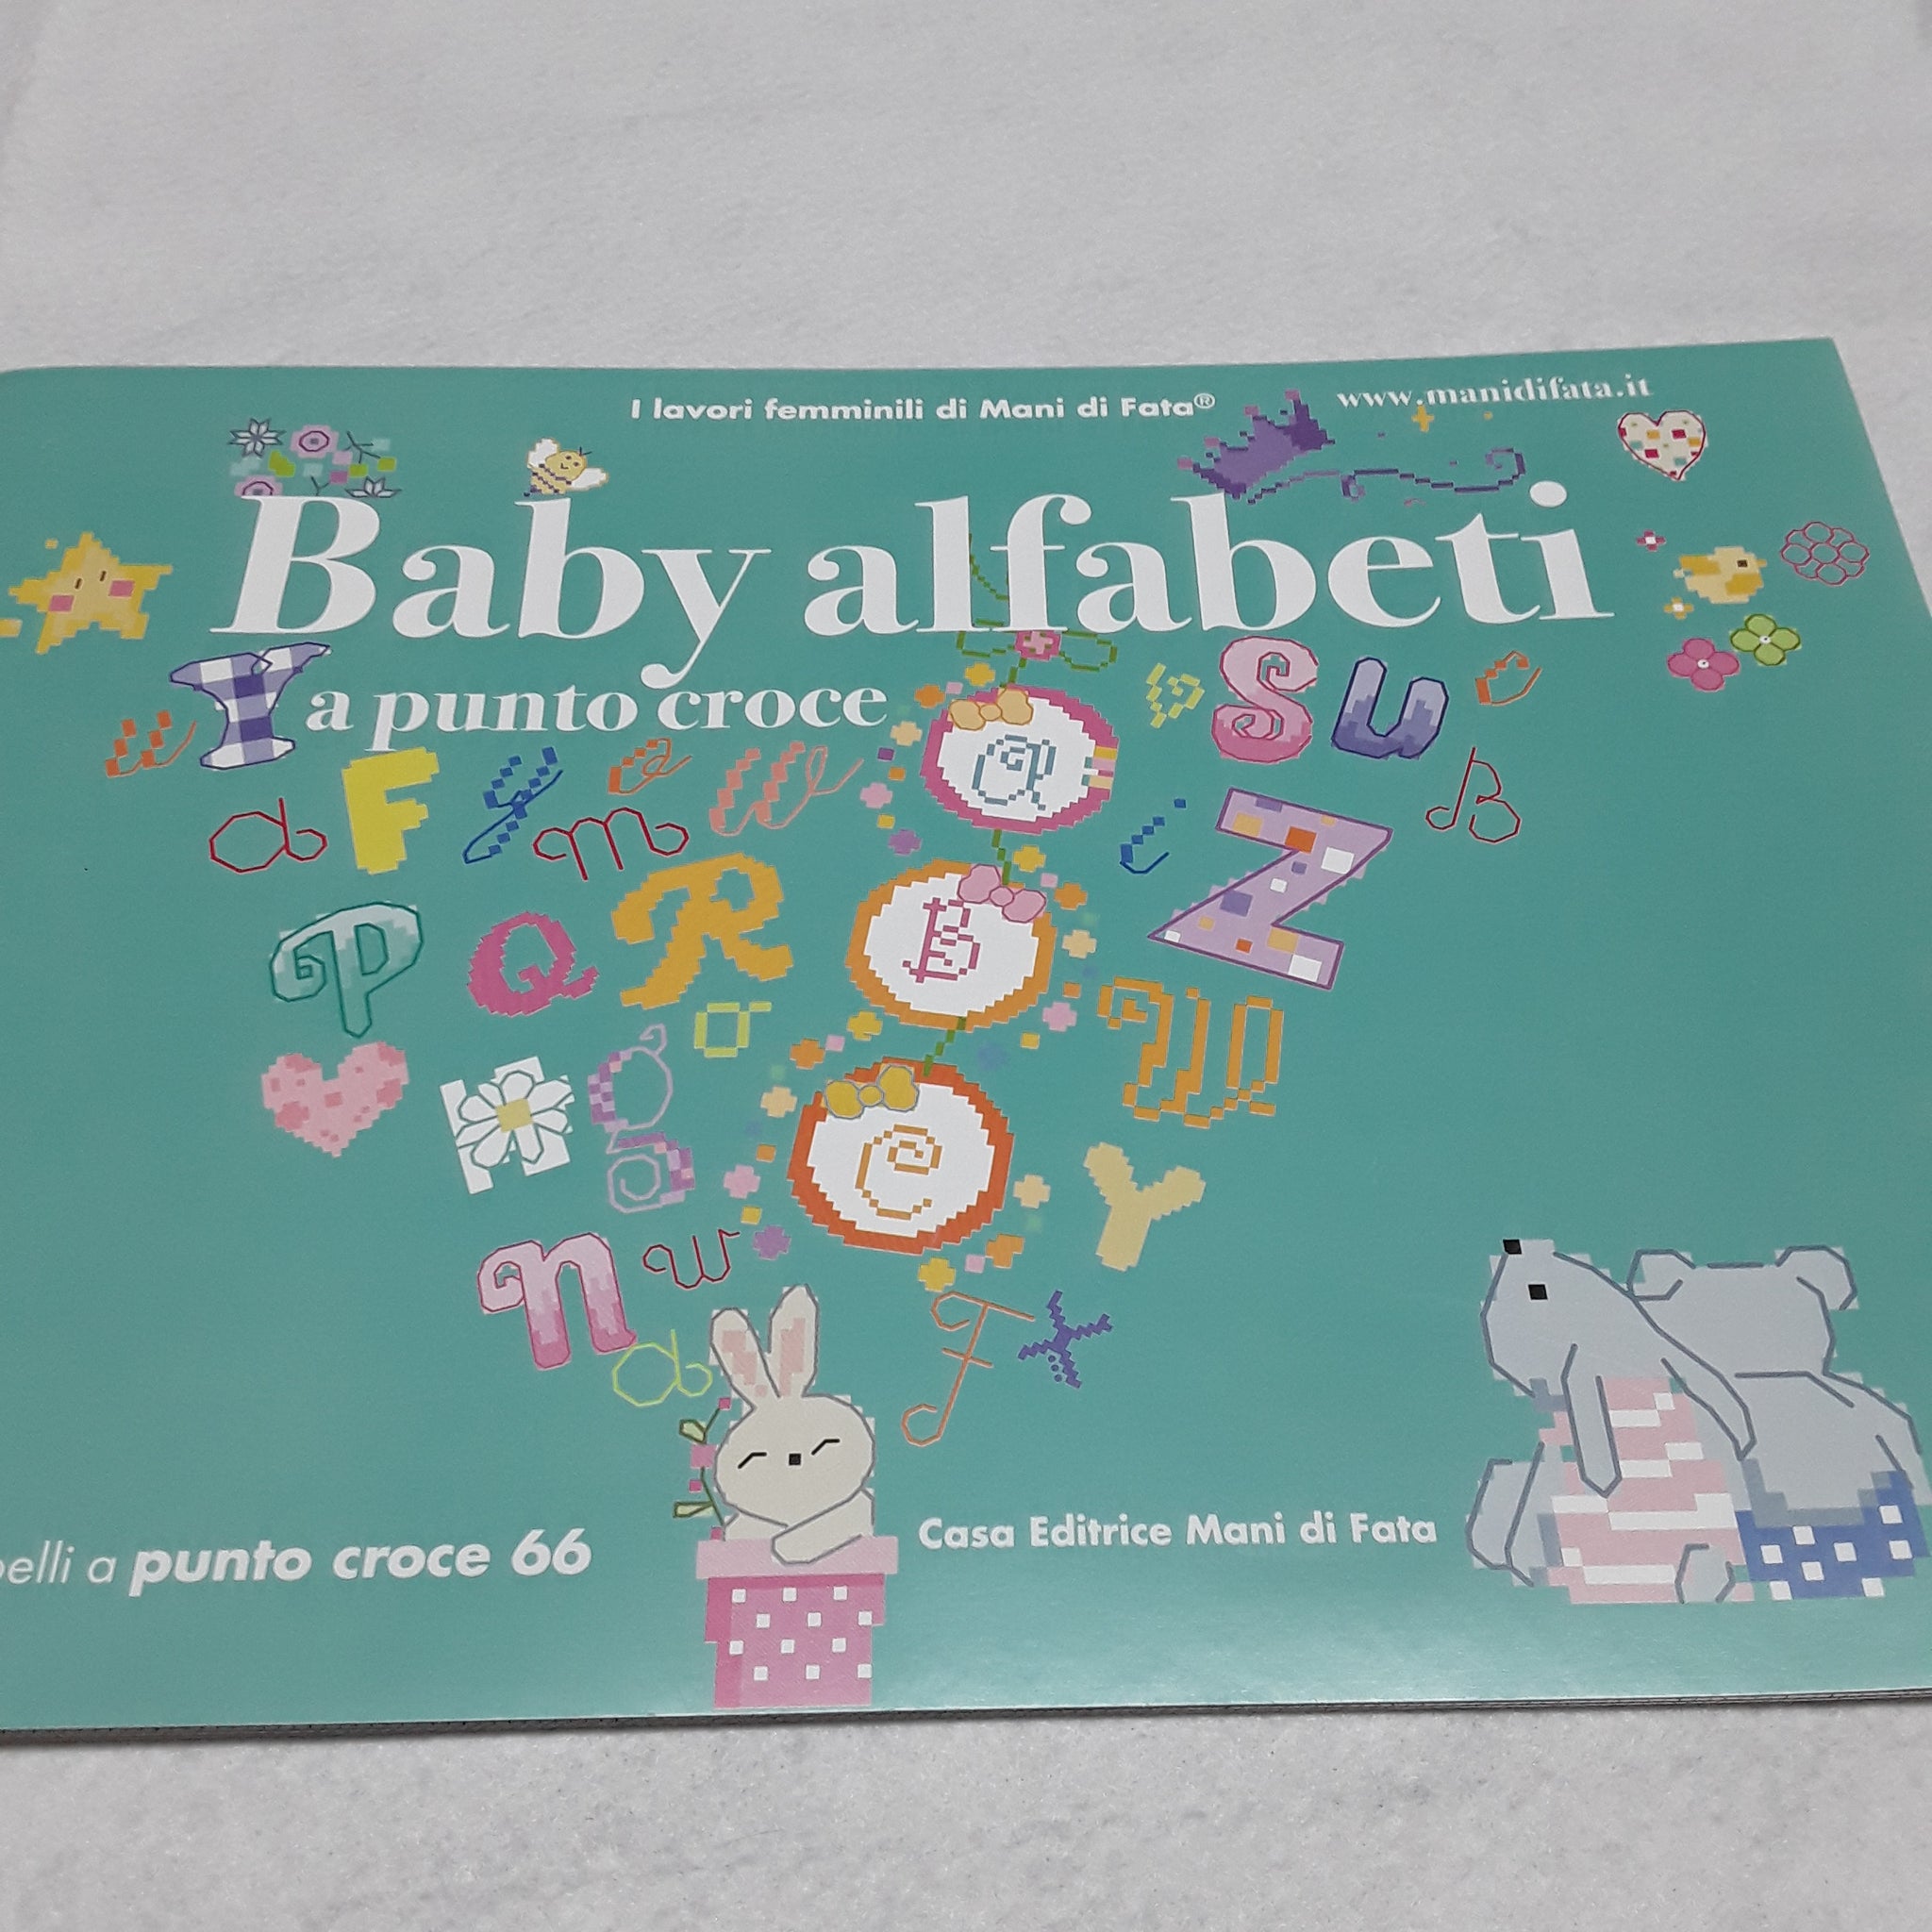 I lavori femminili di Mani di Fata®
www.manidifata.it
Baby alfabeti
a punto croce
S u e
e Y
a F y m e w
a
i Z B
P Q R
B
W
g
C
Y
n w
a
F x
a punto croce 66
Casa Editrice Mani di Fata